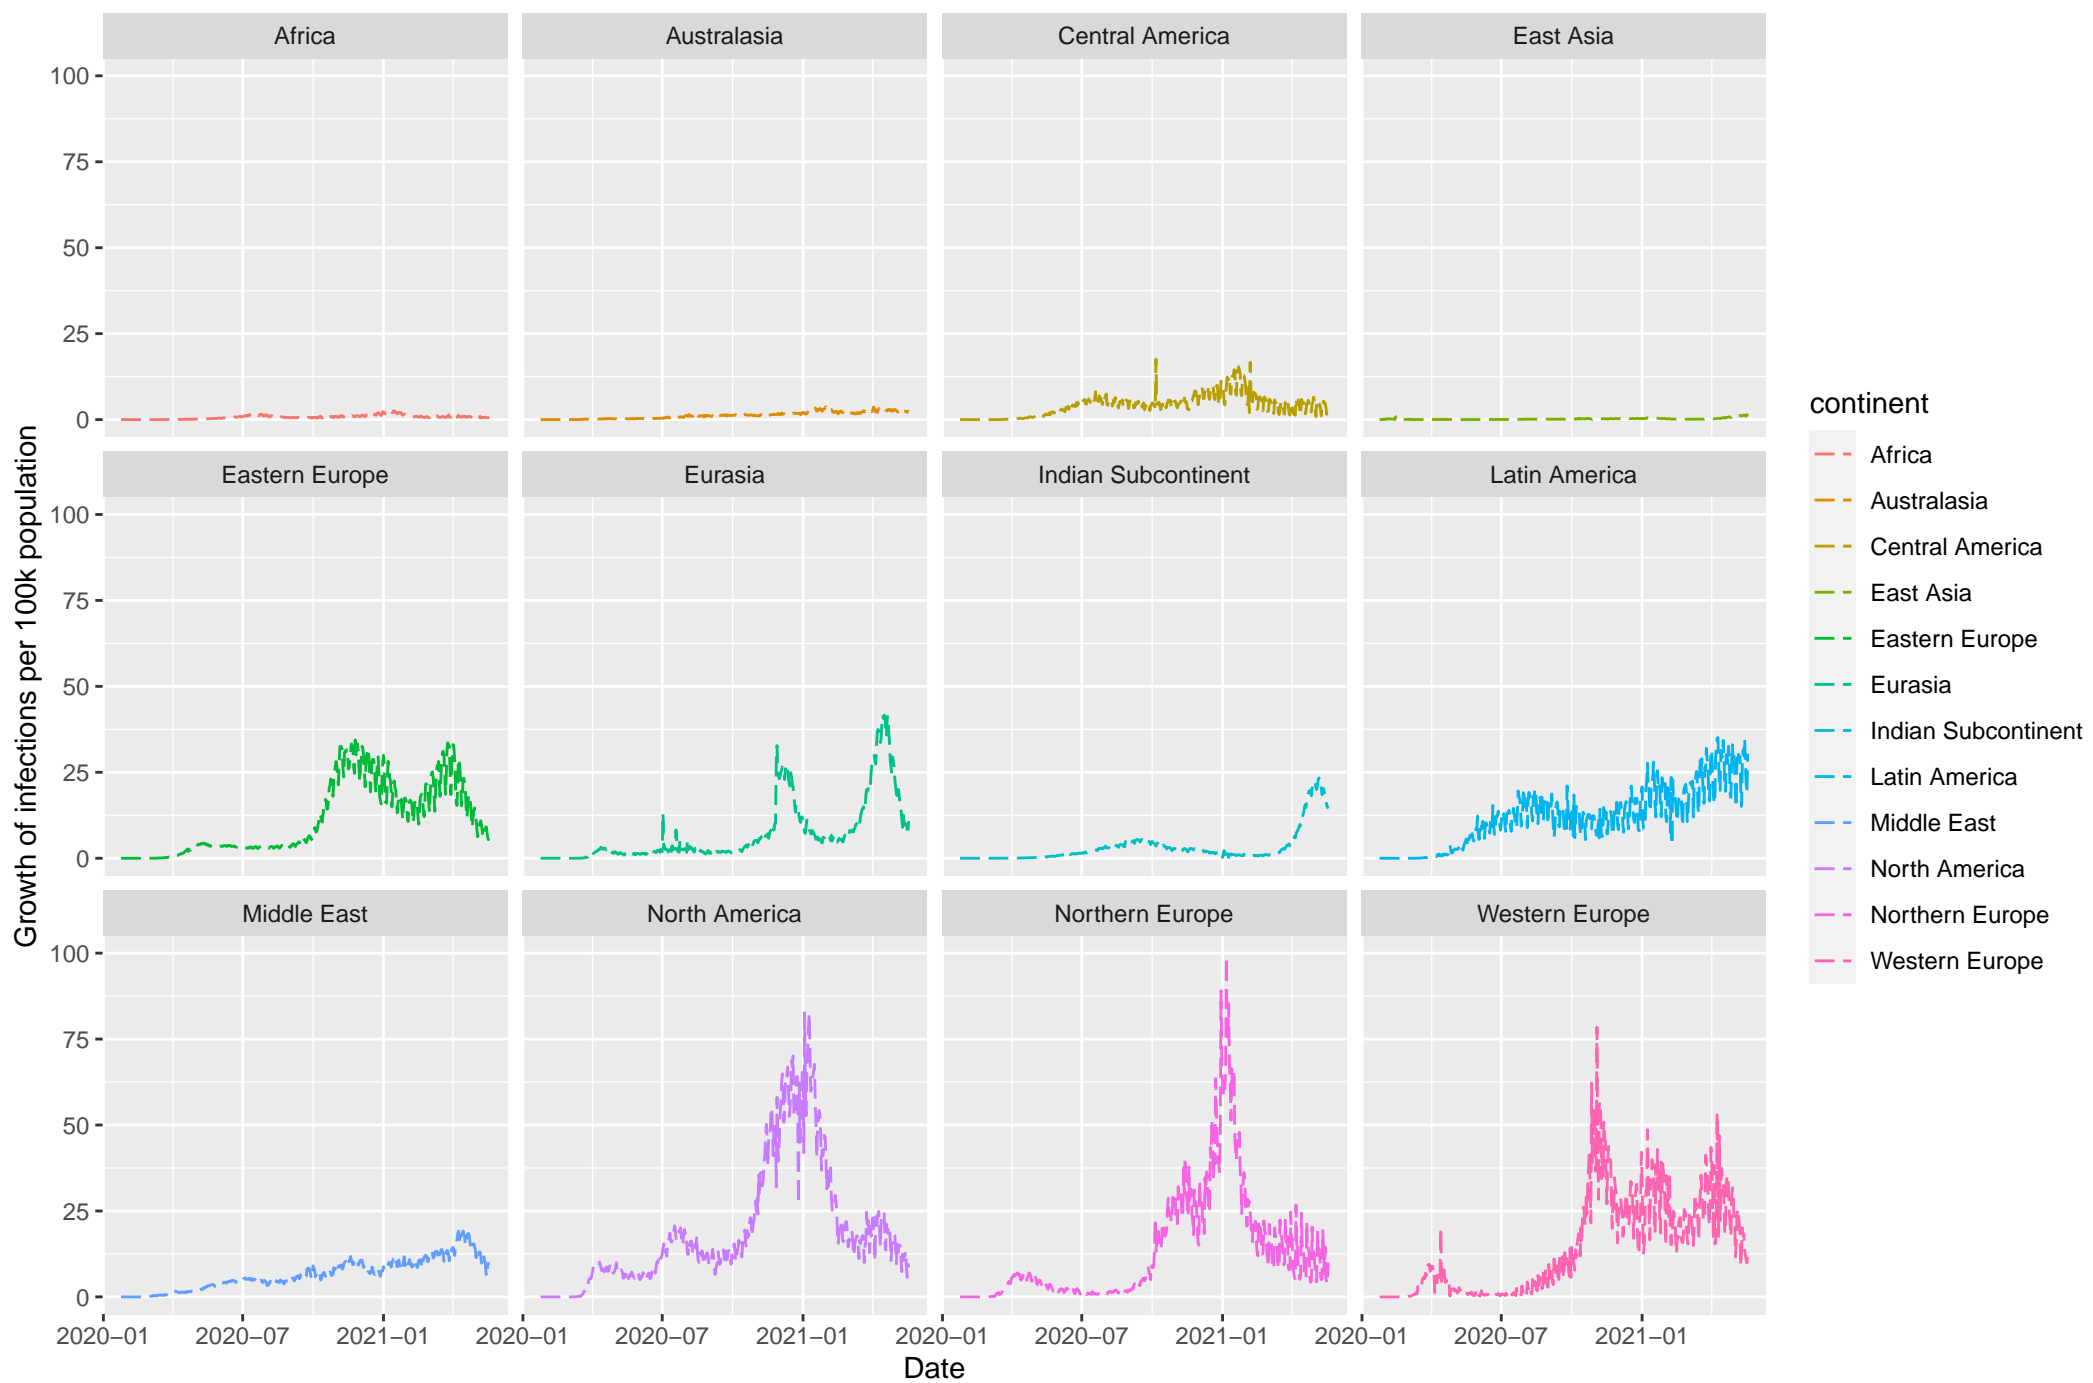 Africa
Australasia
Central America
East Asia
100
75
50
25
0
Eastern Europe
Eurasia
Indian Subcontinent
Latin America
100
75
50
25
0
Middle East
North America
Northern Europe
Western Europe
100
75
50
25
0
2020−01
2020−07
2021−01
2020−01
2020−07
2021−01
2020−01
2020−07
2021−01
2020−01
2020−07
2021−01
Date
Growth of infections per 100k population
continent
Africa
Australasia
Central America
East Asia
Eastern Europe
Eurasia
Indian Subcontinent
Latin America
Middle East
North America
Northern Europe
Western Europe